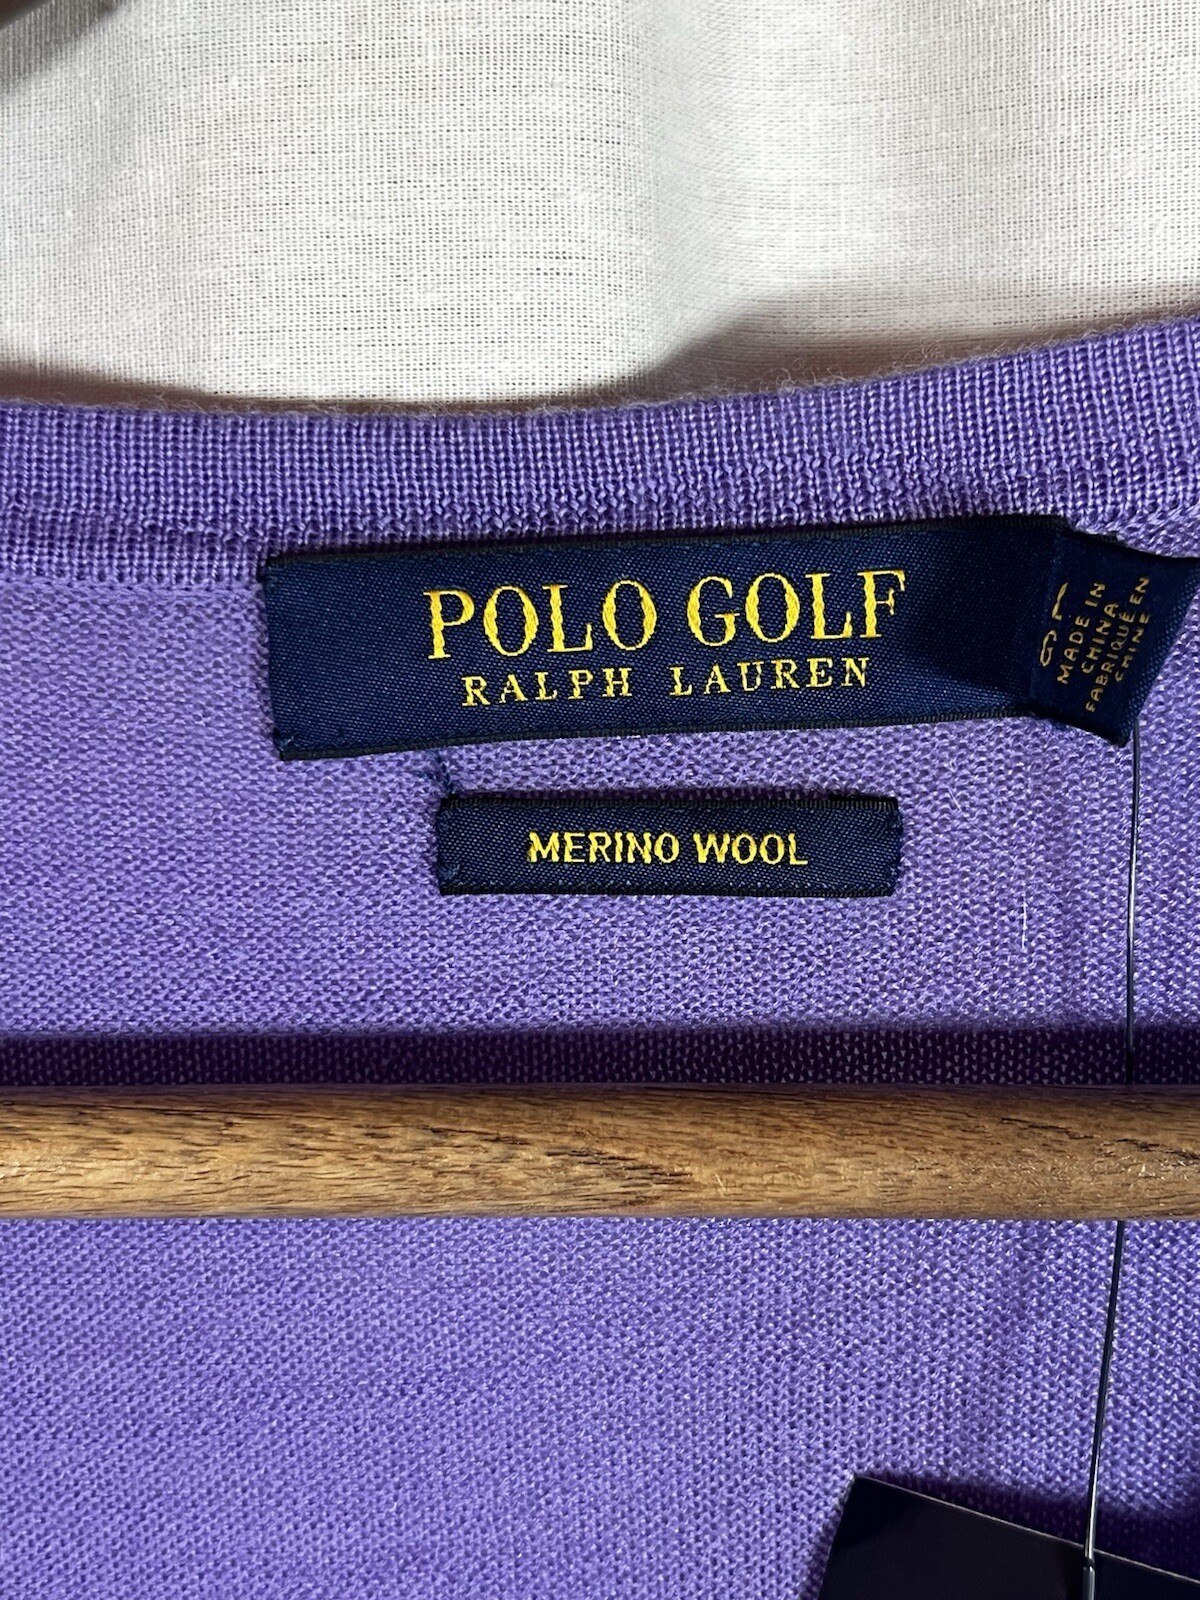 POLO GOLF
RALPH LAUREN
MADE IN
CHINA
FABRIQUÉ EN
CHINE
MERINO WOOL